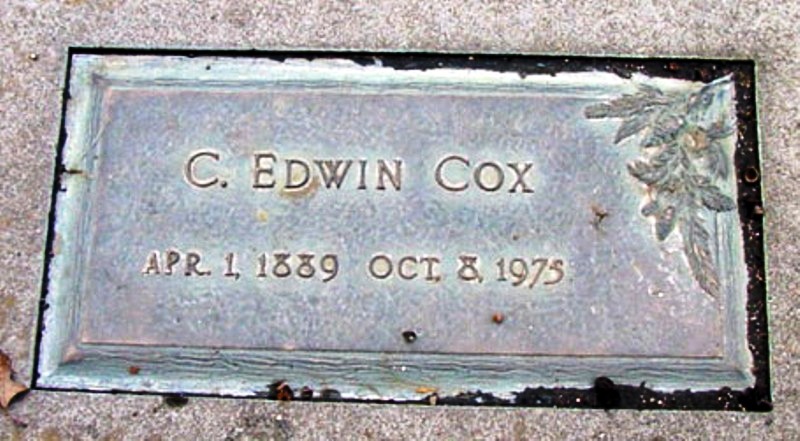 C. EDWIN COX
APR. 1, 1889 OCT. 8, 1975